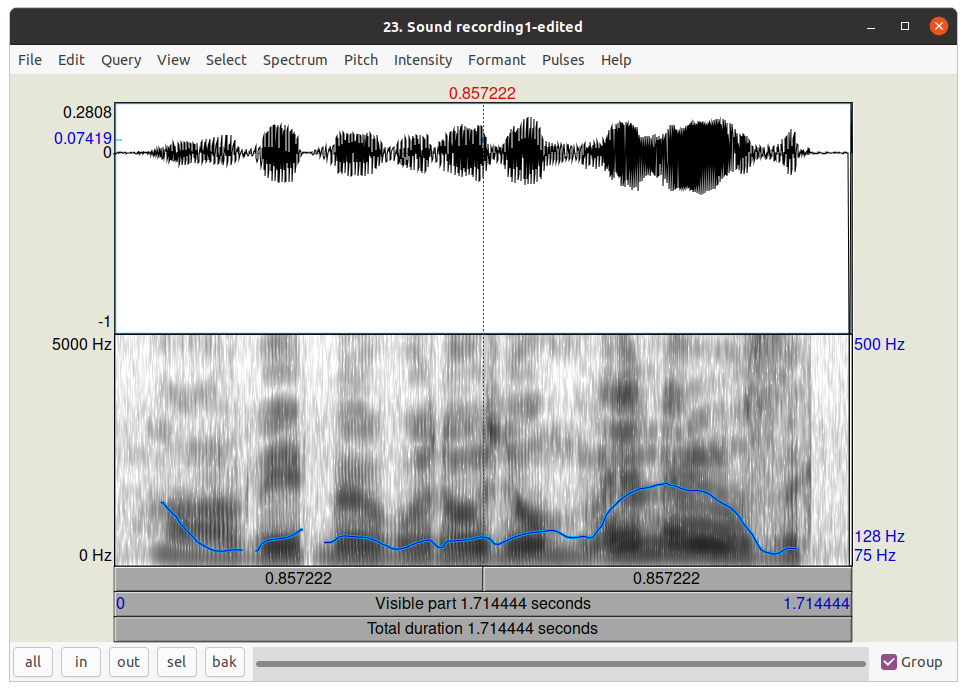 23. Sound recording1-edited
File Edit Query View Select Spectrum Pitch Intensity Formant Pulses Help
0.857222
0.2808
0.07419
0
-1
5000 Hz 500 Hz
128 Hz
0 Hz 75 Hz
0.857222 0.857222
0 Visible part 1.714444 seconds 1.714444
Total duration 1.714444 seconds
all in out sel bak Group